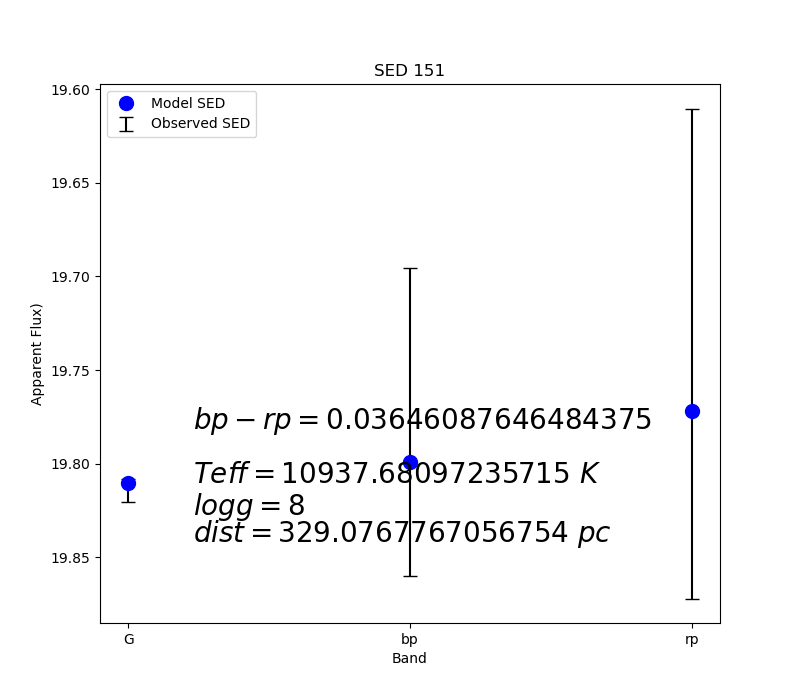 SED 151
Model SED
Observed SED
19.60
19.65
19.70
19.75
19.80
19.85
Apparent Flux)
bp − rp = 0.03646087646484375
Teff = 10937.68097235715 K
logg = 8
dist = 329.0767767056754 pc
G bp rp
Band